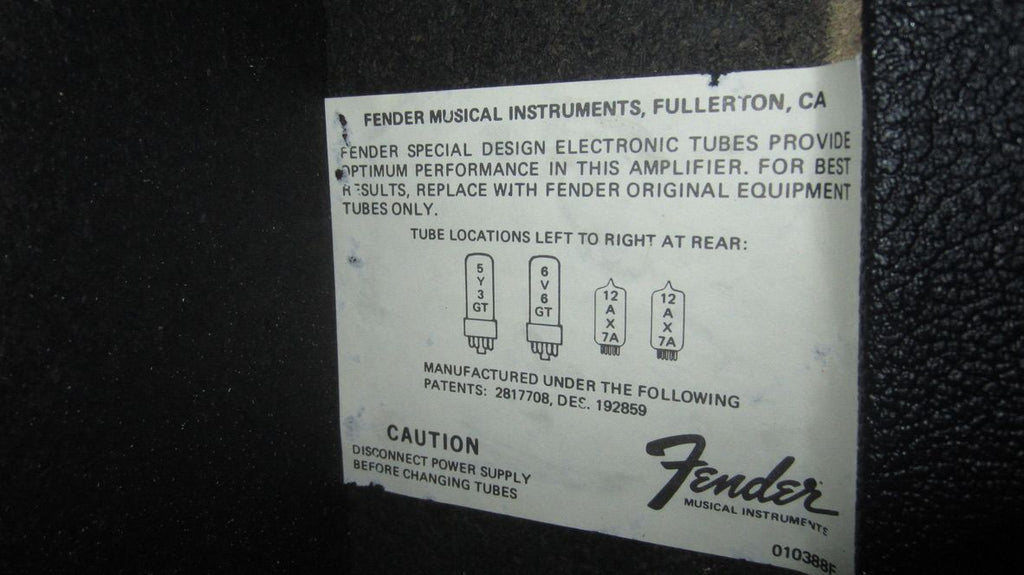 FENDER MUSICAL INSTRUMENTS, FULLERTON, CA
FENDER SPECIAL DESIGN ELECTRONIC TUBES PROVIDE
OPTIMUM PERFORMANCE IN THIS AMPLIFIER. FOR BEST
RESULTS, REPLACE WITH FENDER ORIGINAL EQUIPMENT
TUBES ONLY.
TUBE LOCATIONS LEFT TO RIGHT AT REAR:
5Y3GT 6V6GT 12AX7A 12AX7A
MANUFACTURED UNDER THE FOLLOWING
PATENTS: 2817708, DES. 192859
CAUTION
DISCONNECT POWER SUPPLY
BEFORE CHANGING TUBES
Fender
MUSICAL INSTRUMENTS
010388F